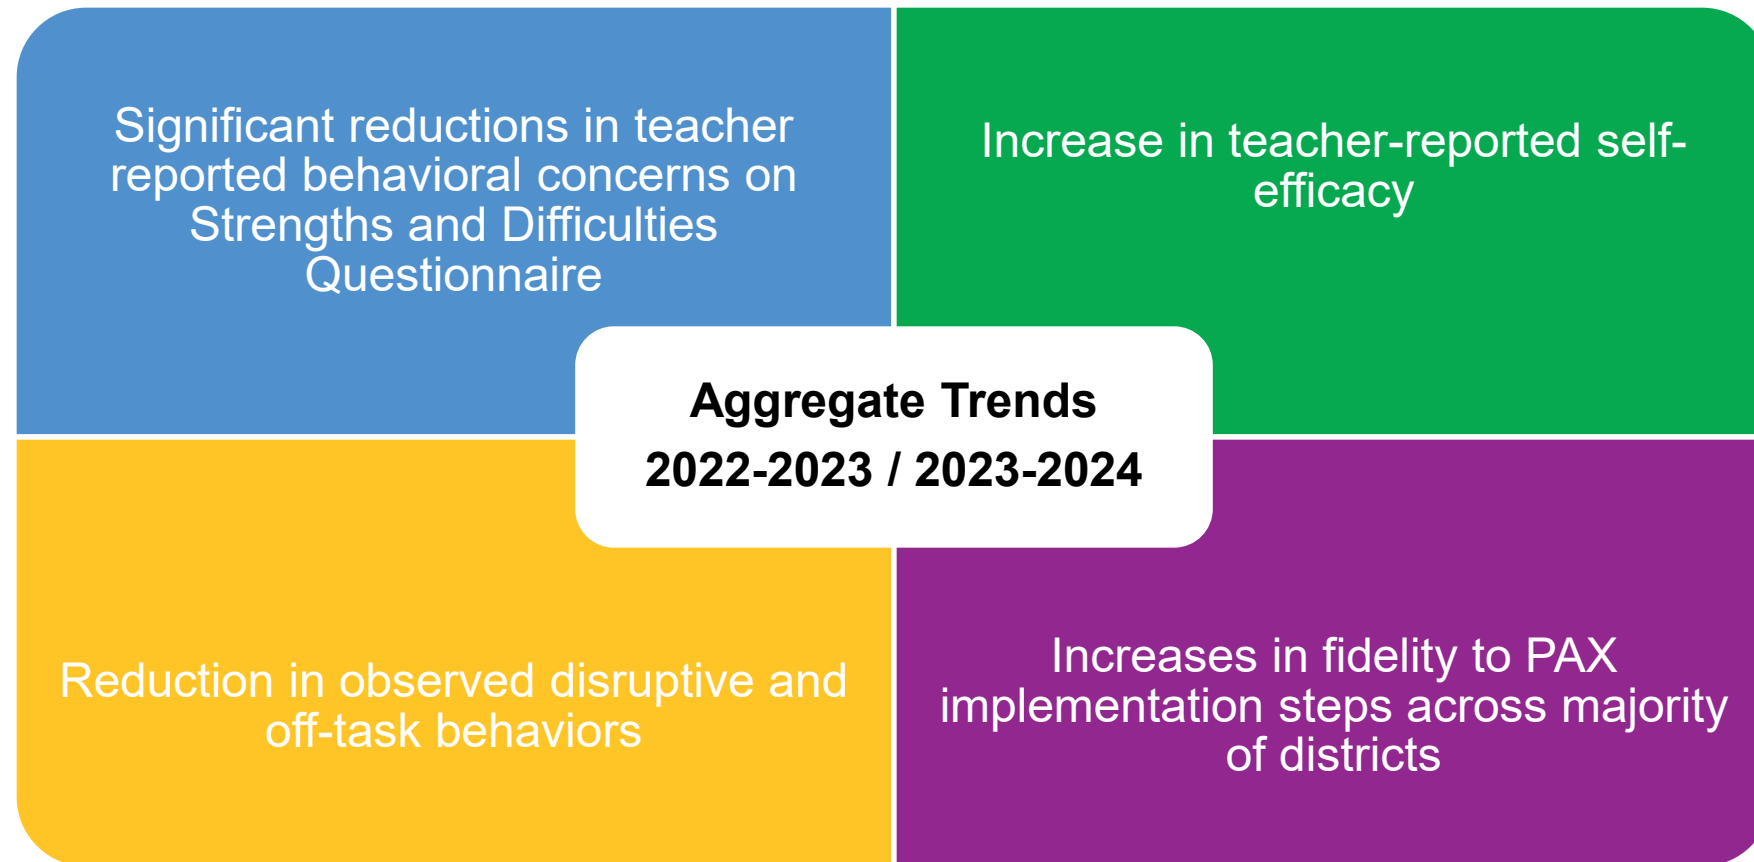 Significant reductions in teacher
reported behavioral concerns on
Strengths and Difficulties
Questionnaire
Increase in teacher-reported self-
efficacy
Aggregate Trends
2022-2023 / 2023-2024
Reduction in observed disruptive and
off-task behaviors
Increases in fidelity to PAX
implementation steps across majority
of districts